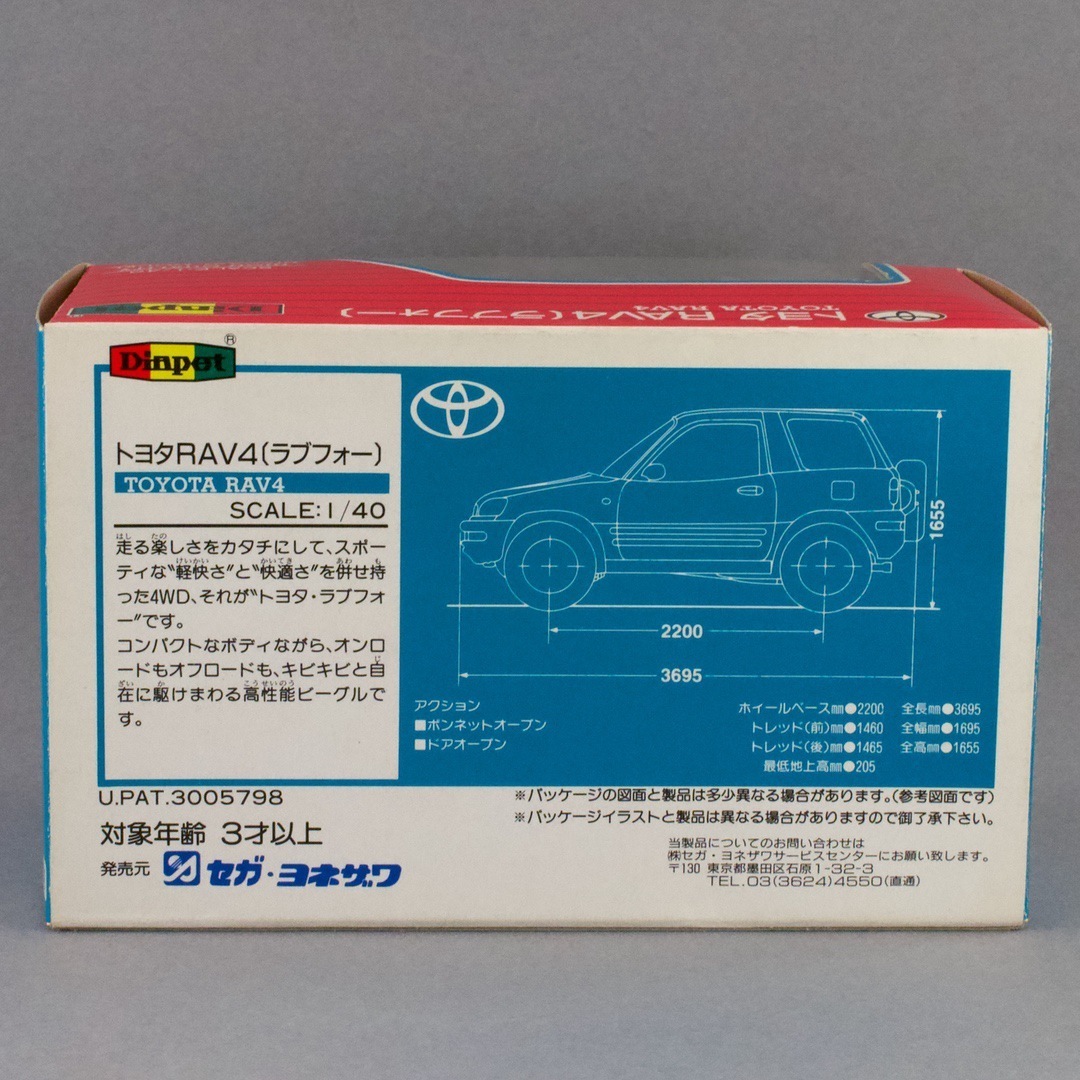 トヨタ RAV4(ラブフォー)
TOYOTA RAV4
Dinpet®
トヨタRAV4(ラブフォー)
TOYOTA RAV4
SCALE:1/40
走る楽しさをカタチにして、スポー
ティな“軽快さ”と“快適さ”を併せ持
った4WD、それが“トヨタ・ラブフォ
ー”です。
コンパクトなボディながら、オンロ
ードもオフロードも、キビキビと自
在に駆けまわる高性能ビークルで
す。
1655
2200
3695
アクション
■ボンネットオープン
■ドアオープン
ホイールベース㎜●2200 全長㎜●3695
トレッド(前)㎜●1460 全幅㎜●1695
トレッド(後)㎜●1465 全高㎜●1655
最低地上高㎜●205
U.PAT.3005798
対象年齢 3才以上
発売元 セガ・ヨネザワ
※パッケージの図面と製品は多少異なる場合があります。(参考図面です)
※パッケージイラストと製品は異なる場合がありますので御了承下さい。
当製品についてのお問い合わせは
㈱セガ・ヨネザワサービスセンターにお願い致します。
〒130 東京都墨田区石原1-32-3
TEL.03(3624)4550(直通)